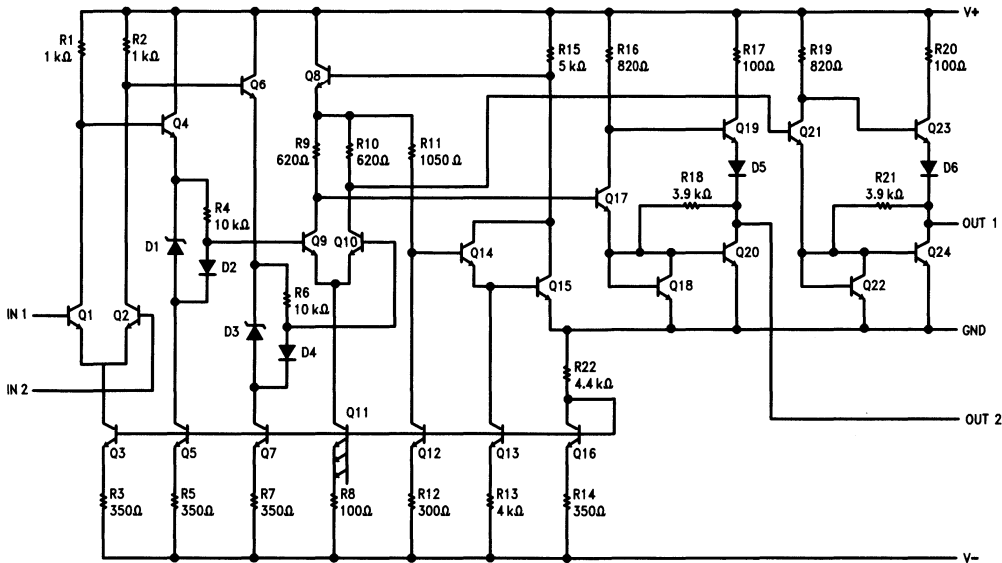 V+
R1
1 kΩ
R2
1 kΩ
R15
5 kΩ
R16
820Ω
R17
100Ω
R19
820Ω
R20
100Ω
Q8
Q6
Q4
Q19
Q21
Q23
R9
620Ω
R10
620Ω
R11
1050 Ω
D5
D6
R18
3.9 kΩ
R21
3.9 kΩ
R4
10 kΩ
Q17
D1
D2
Q9
Q10
Q14
Q20
OUT 1
Q24
R6
10 kΩ
Q15
Q18
Q22
IN 1
Q1
Q2
D3
D4
GND
R22
4.4 kΩ
IN 2
OUT 2
Q11
Q3
Q5
Q7
Q12
Q13
Q16
R3
350Ω
R5
350Ω
R7
350Ω
R8
100Ω
R12
300Ω
R13
4 kΩ
R14
350Ω
V−